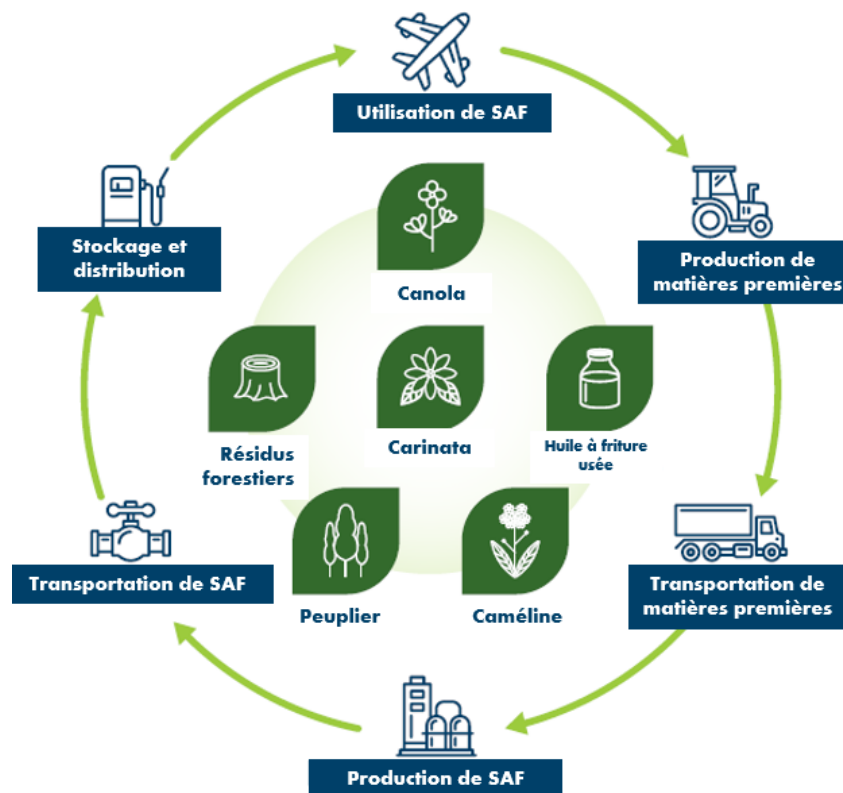 Utilisation de SAF
Stockage et
distribution
Production de
matières premières
Canola
Résidus
forestiers
Carinata
Huile à friture
usée
Transportation de SAF
Transportation de
matières premières
Peuplier
Caméline
Production de SAF